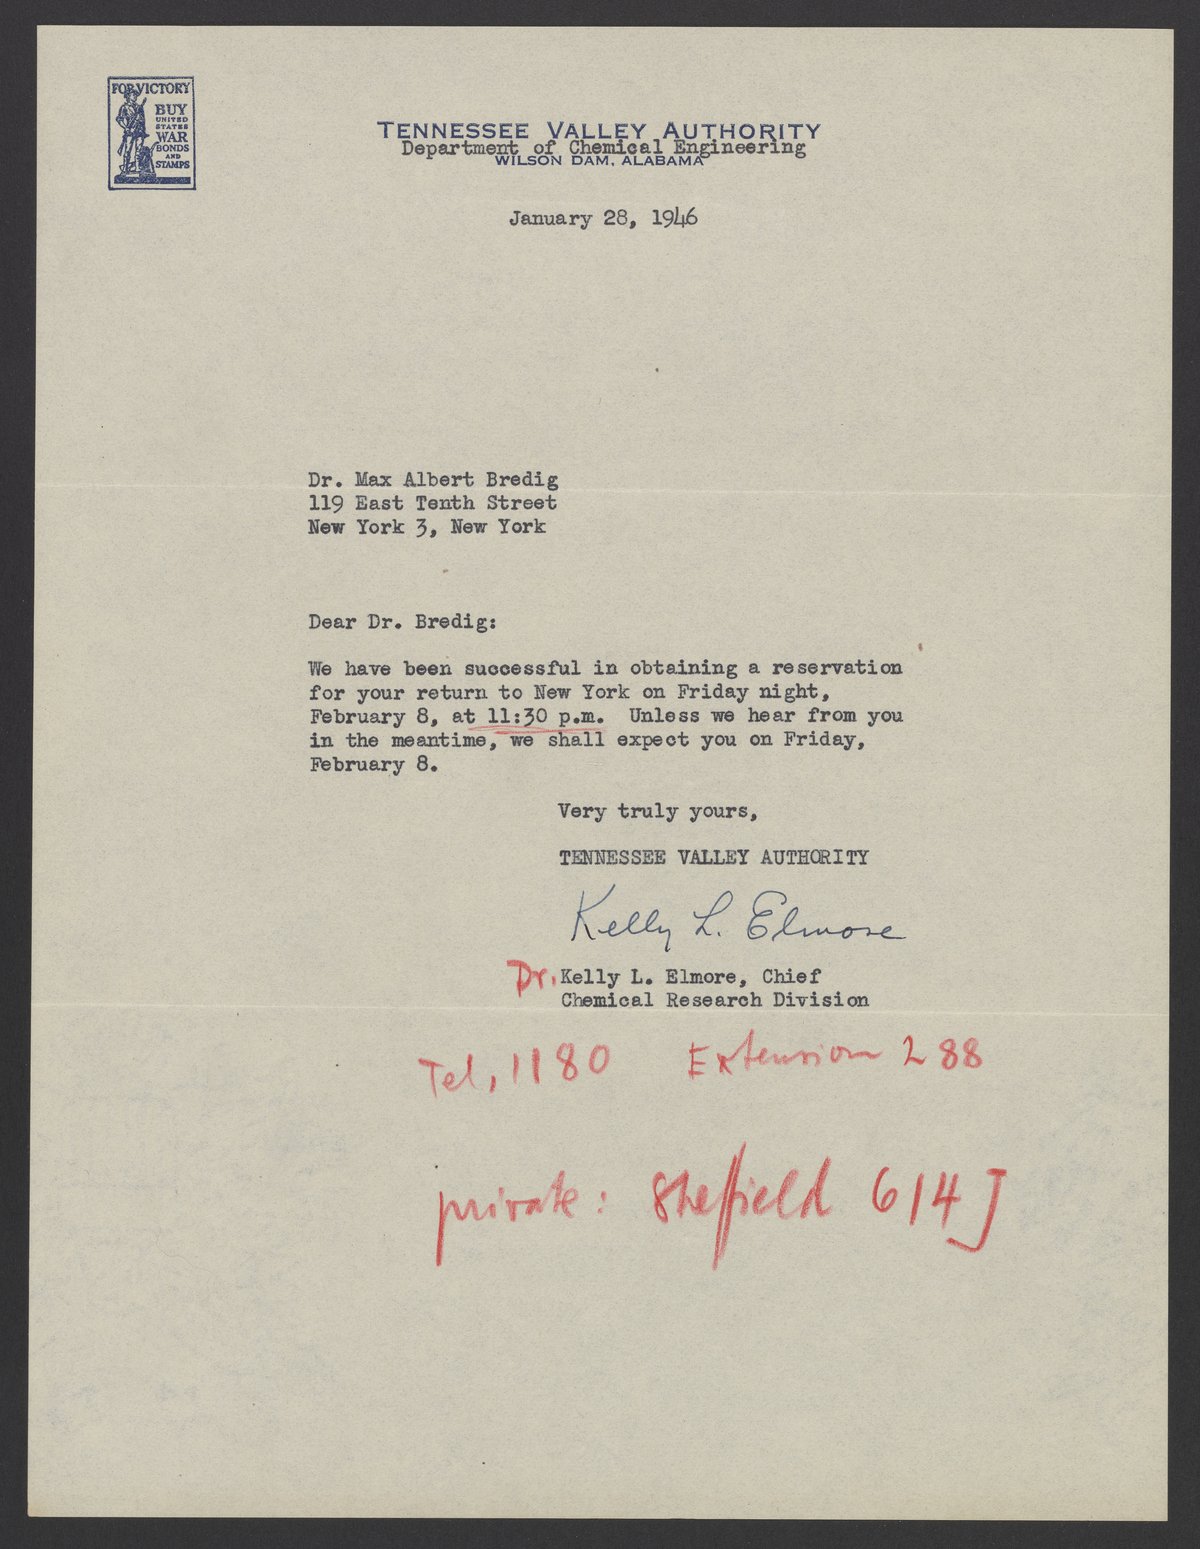 FOR VICTORY
BUY
UNITED
STATES
WAR
BONDS
AND
STAMPS
TENNESSEE VALLEY AUTHORITY
Department of Chemical Engineering
WILSON DAM, ALABAMA
January 28, 1946
Dr. Max Albert Bredig
119 East Tenth Street
New York 3, New York
Dear Dr. Bredig:
We have been successful in obtaining a reservation
for your return to New York on Friday night,
February 8, at 11:30 p.m. Unless we hear from you
in the meantime, we shall expect you on Friday,
February 8.
Very truly yours,
TENNESSEE VALLEY AUTHORITY
Kelly L. Elmore
Dr. Kelly L. Elmore, Chief
Chemical Research Division
Tel, 1180 Extension 288
private: Sheffield 614 J